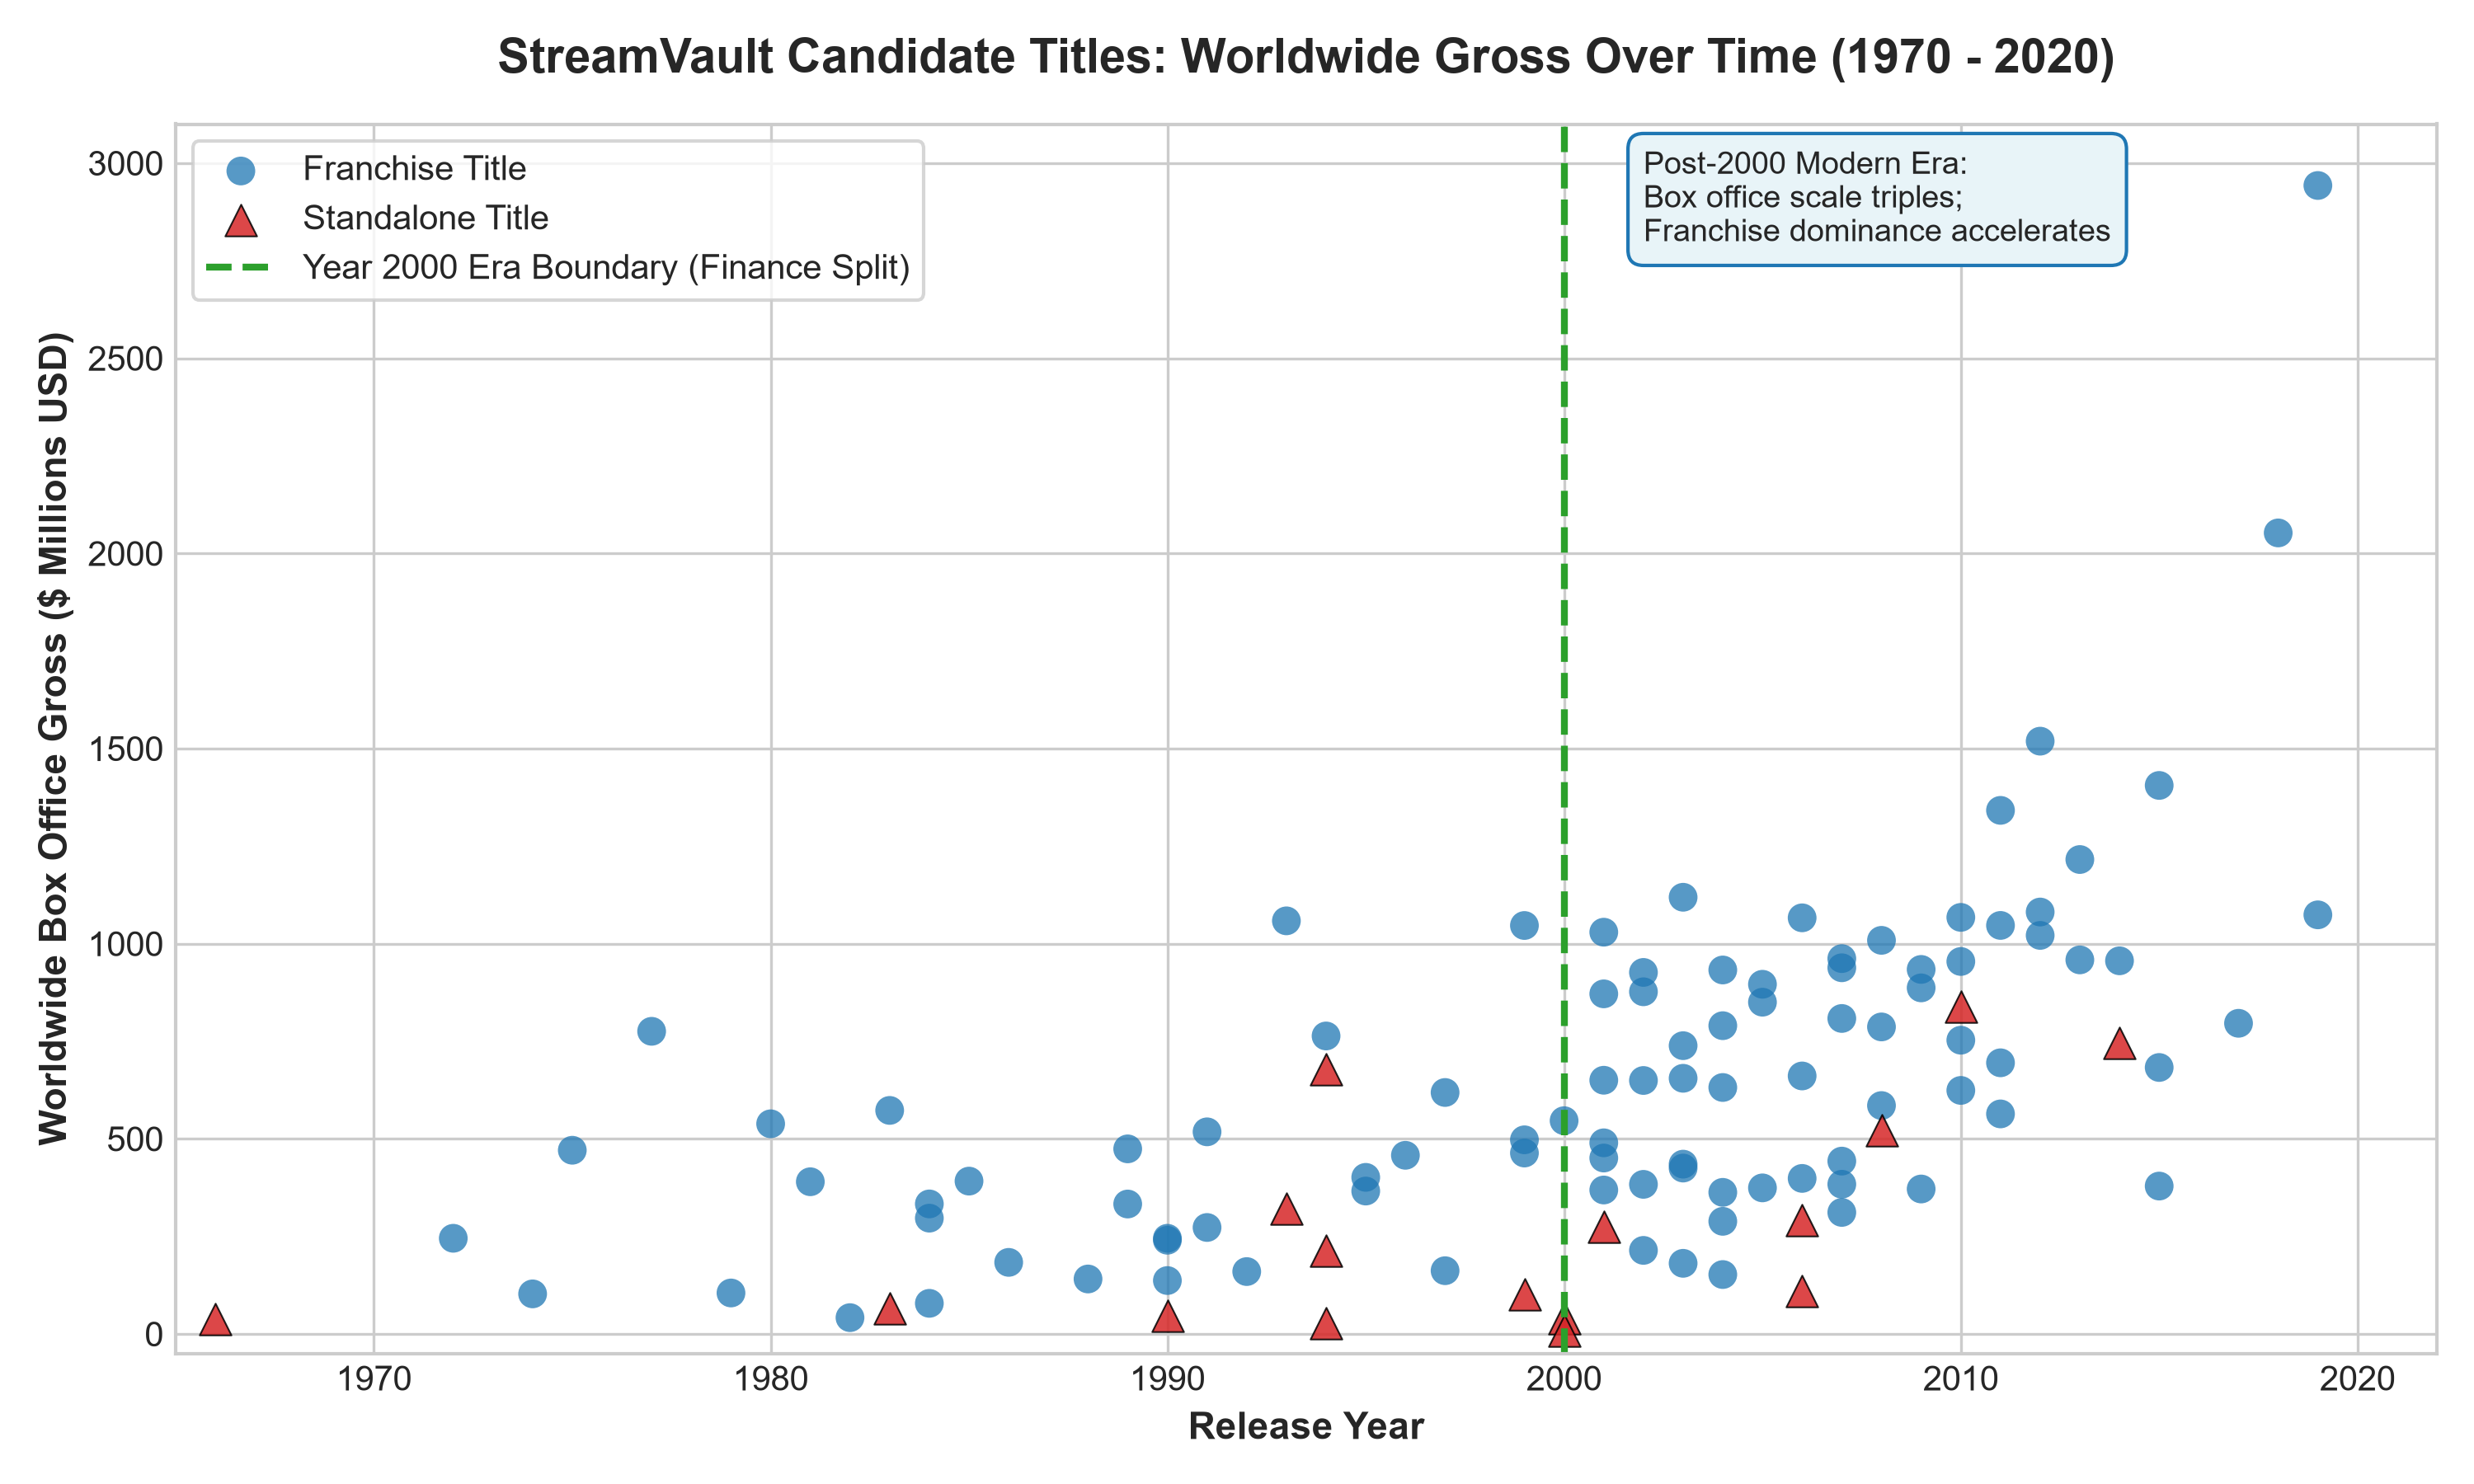 StreamVault Candidate Titles: Worldwide Gross Over Time (1970 - 2020)
Franchise Title
Standalone Title
Year 2000 Era Boundary (Finance Split)
Post-2000 Modern Era:
Box office scale triples;
Franchise dominance accelerates
Worldwide Box Office Gross ($ Millions USD)
3000
2500
2000
1500
1000
500
0
1970
1980
1990
2000
2010
2020
Release Year